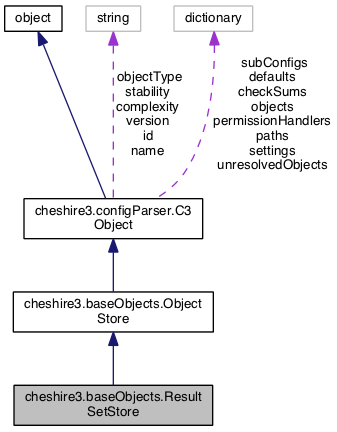 object
string
dictionary
objectType
stability
complexity
version
id
name
subConfigs
defaults
checkSums
objects
permissionHandlers
paths
settings
unresolvedObjects
cheshire3.configParser.C3
Object
cheshire3.baseObjects.Object
Store
cheshire3.baseObjects.Result
SetStore